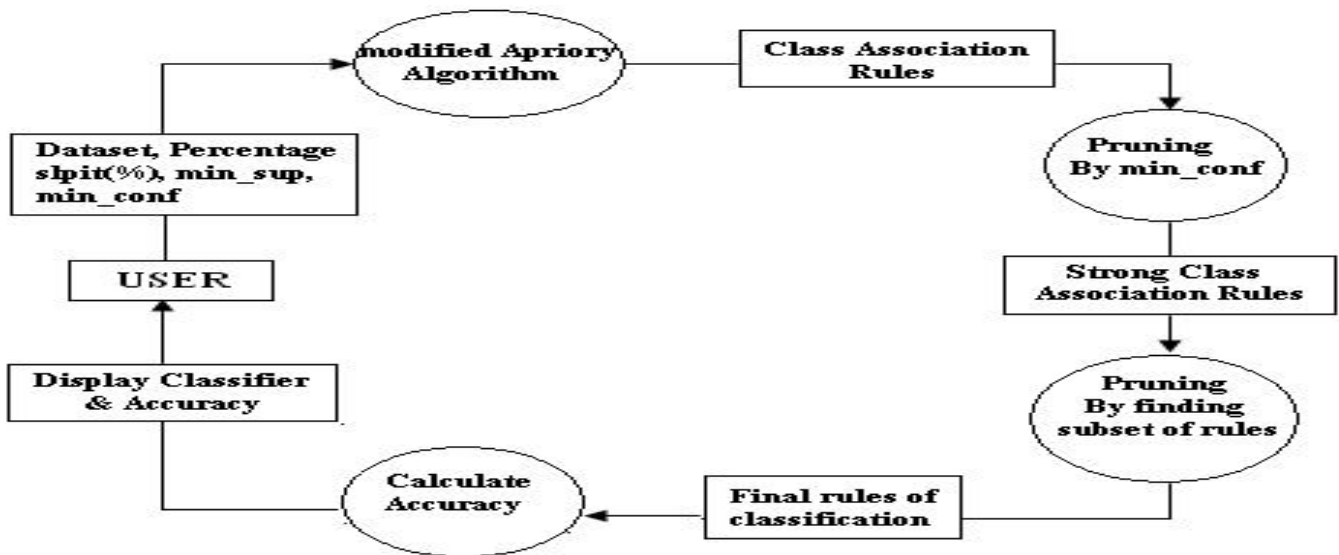 modified Apriory
Algorithm
Class Association
Rules
Pruning
By min_conf
Dataset, Percentage
slpit(%), min_sup,
min_conf
USER
Strong Class
Association Rules
Display Classifier
& Accuracy
Pruning
By finding
subset of rules
Calculate
Accuracy
Final rules of
classification